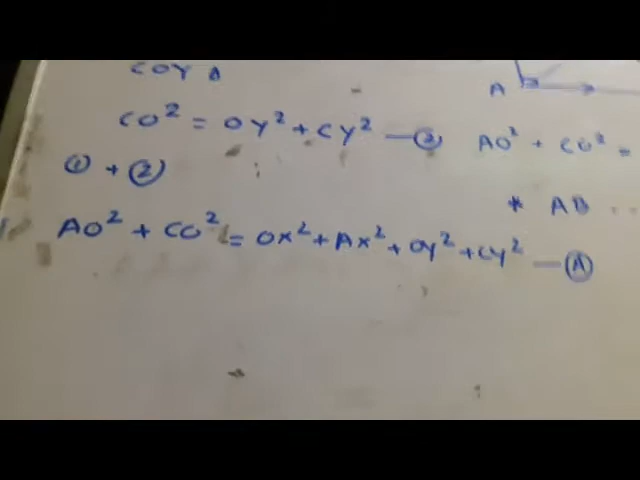 COY Δ
CO² = OY² + CY² — ②
① + ②
AO² + CO² = OX² + AX² + OY² + CY² — Ⓐ
A
AO² + CO² =
* AB